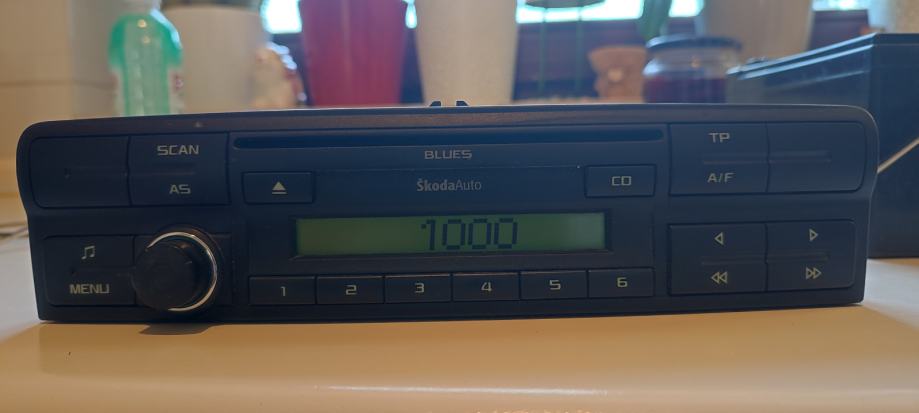 SCAN
AS
BLUES
TP
A/F
ŠkodaAuto
CD
1000
MENU
1 2 3 4 5 6